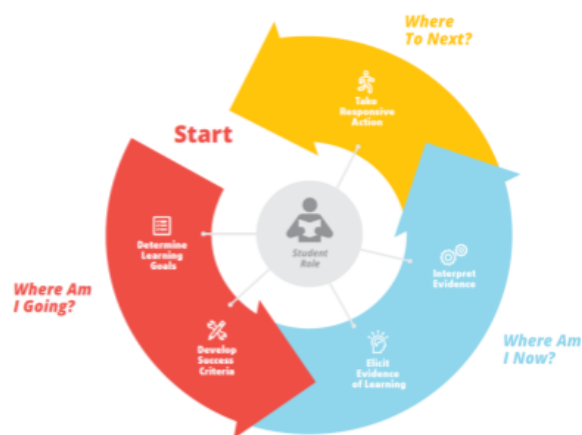 Where
To Next?
Take
Responsive
Action
Start
Determine
Learning
Goals
Student
Role
Interpret
Evidence
Where Am
I Going?
Develop
Success
Criteria
Elicit
Evidence
of Learning
Where Am
I Now?